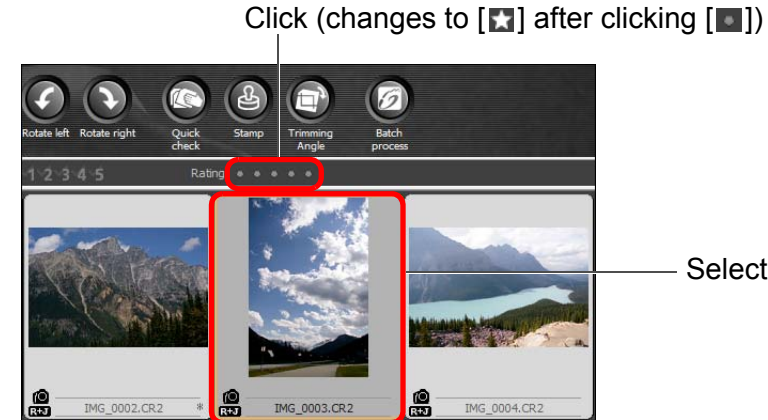 Click (changes to [★] after clicking [•])
Rotate left Rotate right Quick check Stamp Trimming Angle Batch process
1 2 3 4 5 Rating
Select
R+J IMG_0002.CR2 * R+J IMG_0003.CR2 R+J IMG_0004.CR2